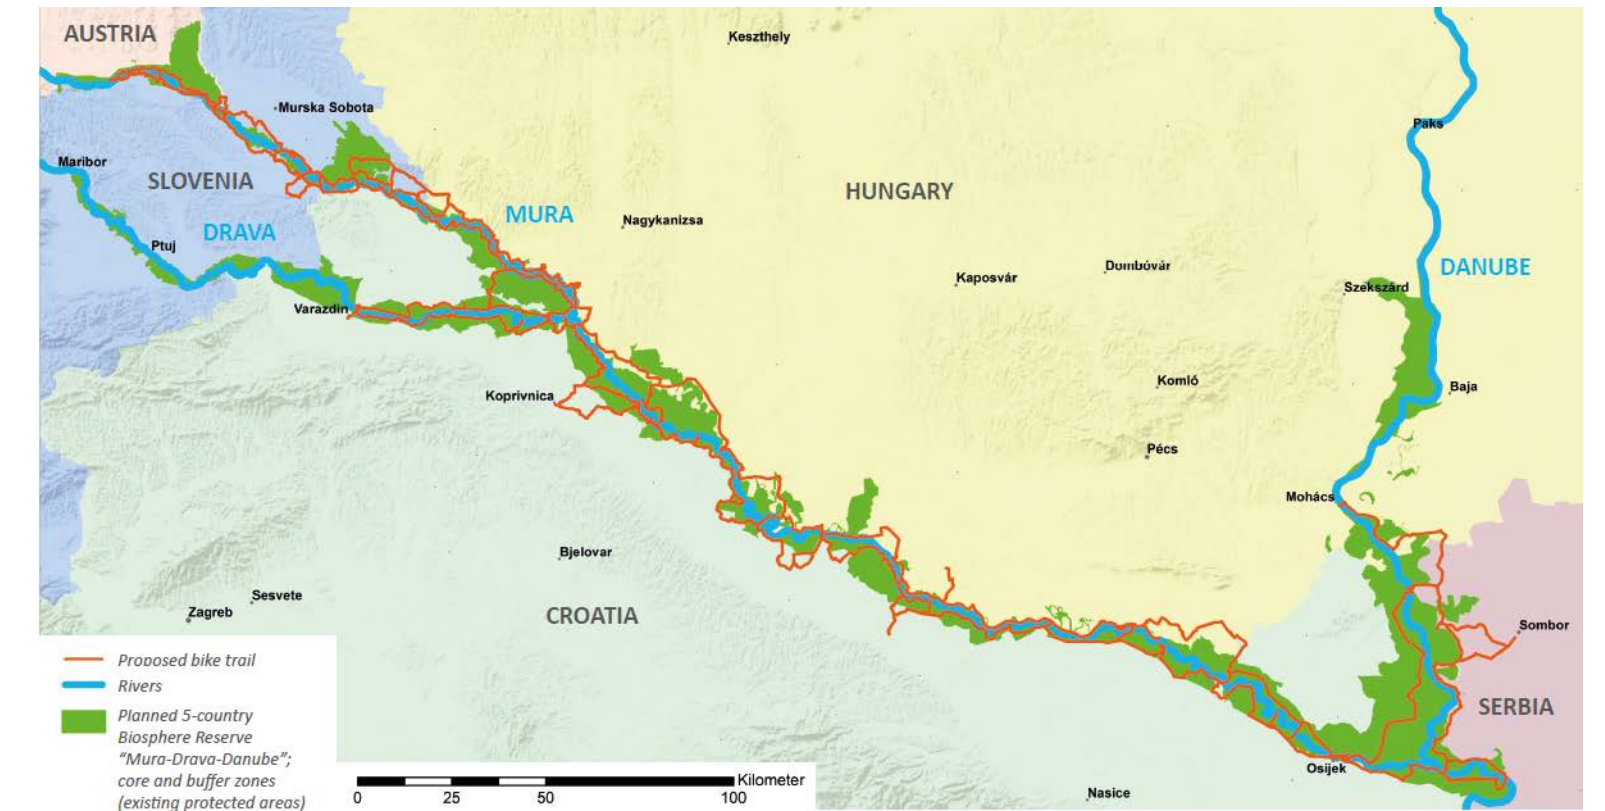 AUSTRIA
Keszthely
Murska Sobota
Paks
Maribor
SLOVENIA
HUNGARY
MURA
Nagykanizsa
DRAVA
Ptuj
Kaposvár
Dombóvár
DANUBE
Szekszárd
Varazdin
Komló
Baja
Koprivnica
Pécs
Mohács
Bjelovar
Sesvete
Zagreb
CROATIA
Sombor
SERBIA
Osijek
Nasice
Proposed bike trail
Rivers
Planned 5-country
Biosphere Reserve
“Mura-Drava-Danube”;
core and buffer zones
(existing protected areas)
Kilometer
0 25 50 100